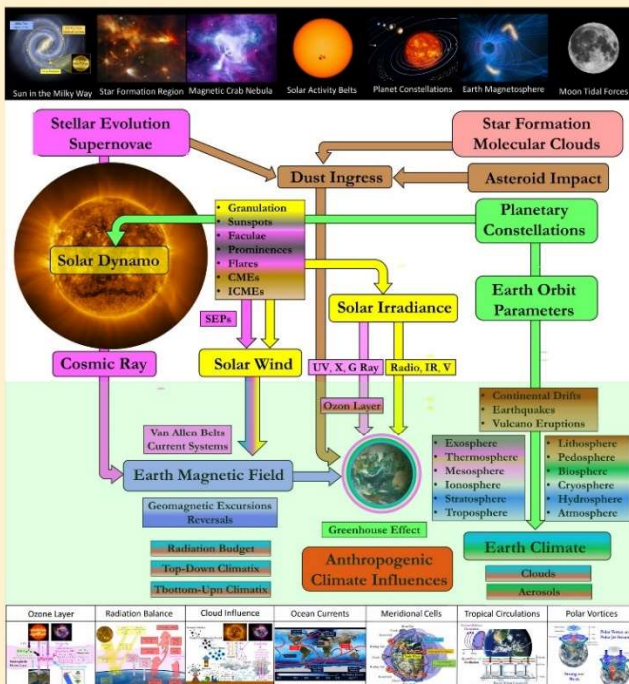 Sun in the Milky Way
Star Formation Region
Magnetic Crab Nebula
Solar Activity Belts
Planet Constellations
Earth Magnetosphere
Moon Tidal Forces
Stellar Evolution
Supernovae
Star Formation
Molecular Clouds
Dust Ingress
Asteroid Impact
• Granulation
• Sunspots
• Faculae
• Prominences
• Flares
• CMEs
• ICMEs
Planetary
Constellations
Solar Dynamo
Earth Orbit
Parameters
Solar Irradiance
SEPs
Cosmic Ray
Solar Wind
UV, X, G Ray
Radio, IR, V
Ozon Layer
• Continental Drifts
• Earthquakes
• Vulcano Eruptions
Van Allen Belts
Current Systems
• Exosphere
• Thermosphere
• Mesosphere
• Ionosphere
• Stratosphere
• Troposphere
• Lithosphere
• Pedosphere
• Biosphere
• Cryosphere
• Hydrosphere
• Atmosphere
Earth Magnetic Field
Geomagnetic Excursions
Reversals
Greenhouse Effect
Radiation Budget
Top-Down Climatix
Tbottom-Upn Climatix
Anthropogenic
Climate Influences
Earth Climate
Clouds
Aerosols
Ozone Layer
Radiation Balance
Cloud Influence
Ocean Currents
Meridional Cells
Tropical Circulations
Polar Vortices